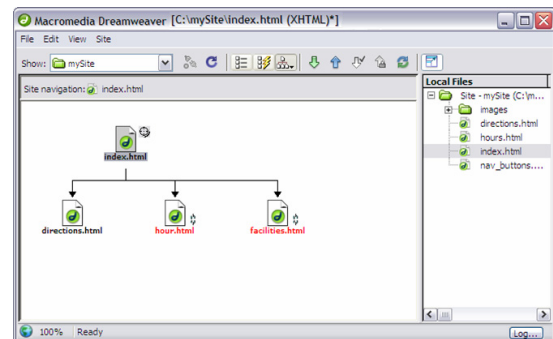 Macromedia Dreamweaver [C:\mySite\index.html (XHTML)*]
File Edit View Site
Show: mySite
Site navigation: index.html
index.html
directions.html
hour.html
facilities.html
Local Files
Site - mySite (C:\m...
images
directions.html
hours.html
index.html
nav_buttons....
100% Ready
Log...